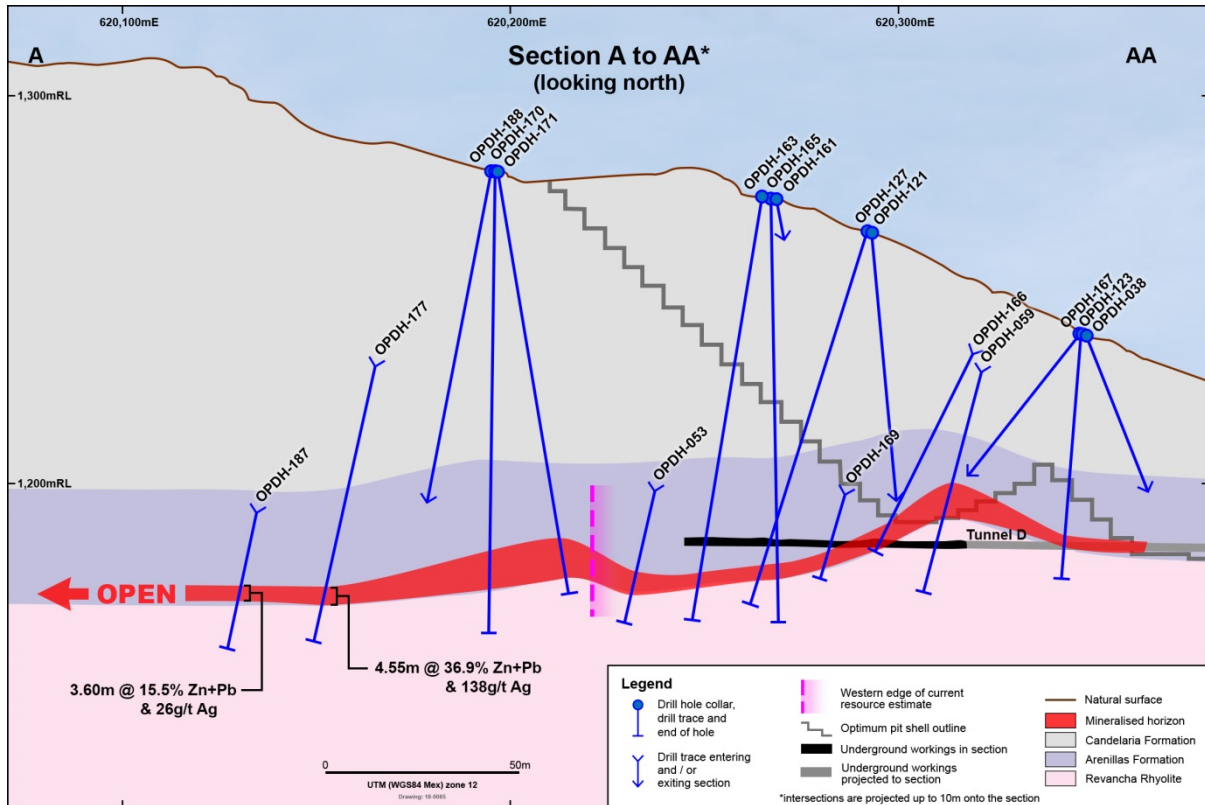 620,100mE
620,200mE
620,300mE
A
Section A to AA*
(looking north)
AA
1,300mRL
OPDH-188
OPDH-170
OPDH-171
OPDH-163
OPDH-165
OPDH-161
OPDH-127
OPDH-121
OPDH-177
OPDH-166
OPDH-059
OPDH-167
OPDH-123
OPDH-038
1,200mRL
OPDH-187
OPDH-053
OPDH-169
Tunnel D
OPEN
3.60m @ 15.5% Zn+Pb
& 26g/t Ag
4.55m @ 36.9% Zn+Pb
& 138g/t Ag
0
50m
UTM (WGS84 Mex) zone 12
Drawing: 18-0085
Legend
Drill hole collar,
drill trace and
end of hole
Drill trace entering
and / or
exiting section
Western edge of current
resource estimate
Optimum pit shell outline
Underground workings in section
Underground workings
projected to section
Natural surface
Mineralised horizon
Candelaria Formation
Arenillas Formation
Revancha Rhyolite
*intersections are projected up to 10m onto the section